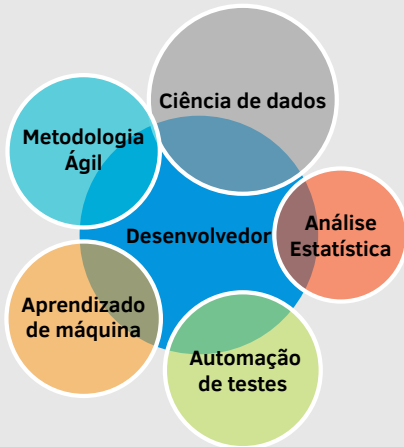 Ciência de dados
Metodologia
Ágil
Desenvolvedor
Análise
Estatística
Aprendizado
de máquina
Automação
de testes